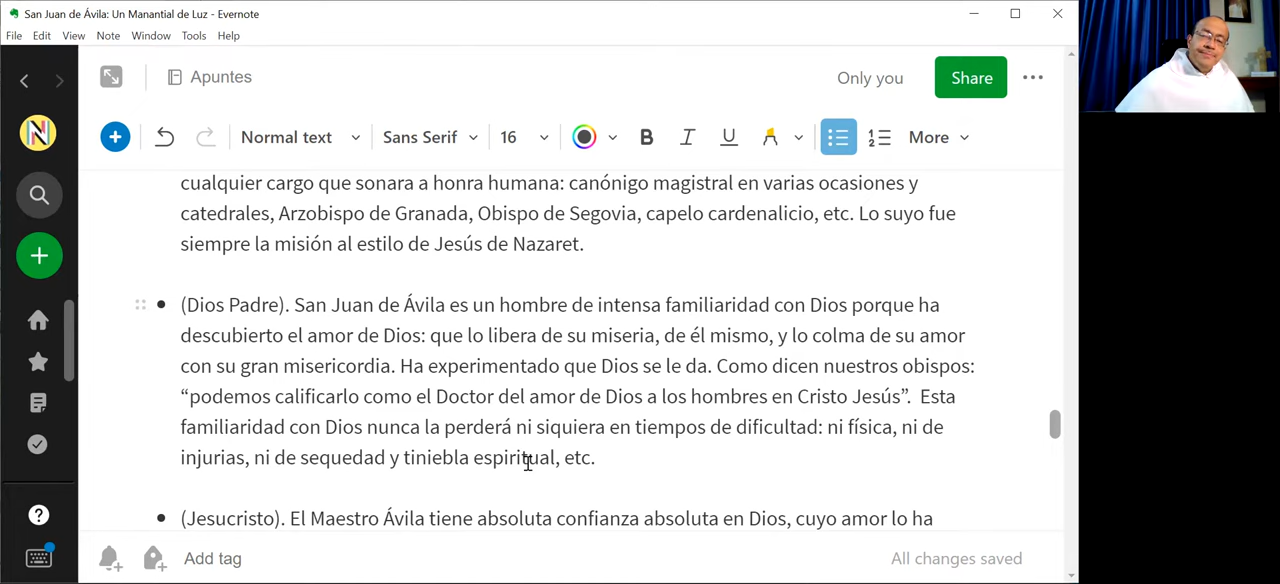 San Juan de Ávila: Un Manantial de Luz - Evernote
File Edit View Note Window Tools Help
Apuntes
Only you
Share
Normal text
Sans Serif
16
B I U
More
cualquier cargo que sonara a honra humana: canónigo magistral en varias ocasiones y
catedrales, Arzobispo de Granada, Obispo de Segovia, capelo cardenalicio, etc. Lo suyo fue
siempre la misión al estilo de Jesús de Nazaret.
(Dios Padre). San Juan de Ávila es un hombre de intensa familiaridad con Dios porque ha
descubierto el amor de Dios: que lo libera de su miseria, de él mismo, y lo colma de su amor
con su gran misericordia. Ha experimentado que Dios se le da. Como dicen nuestros obispos:
“podemos calificarlo como el Doctor del amor de Dios a los hombres en Cristo Jesús”. Esta
familiaridad con Dios nunca la perderá ni siquiera en tiempos de dificultad: ni física, ni de
injurias, ni de sequedad y tiniebla espiritual, etc.
(Jesucristo). El Maestro Ávila tiene absoluta confianza absoluta en Dios, cuyo amor lo ha
Add tag
All changes saved